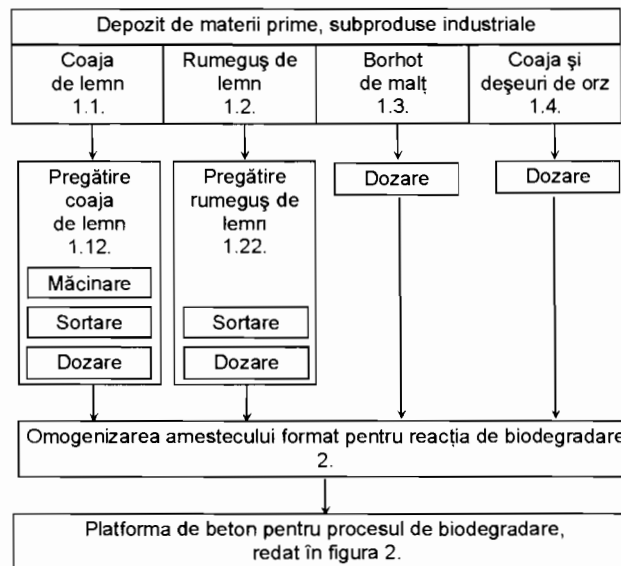 Depozit de materii prime, subproduse industriale
Coaja
de lemn
1.1.
Rumeguş de
lemn
1.2.
Borhot
de malţ
1.3.
Coaja şi
deşeuri de orz
1.4.
Pregătire
coaja
de lemn
1.12.
Măcinare
Sortare
Dozare
Pregătire
rumeguş de
lemn
1.22.
Sortare
Dozare
Dozare
Dozare
Omogenizarea amestecului format pentru reacţia de biodegradare
2.
Platforma de beton pentru procesul de biodegradare,
redat în figura 2.